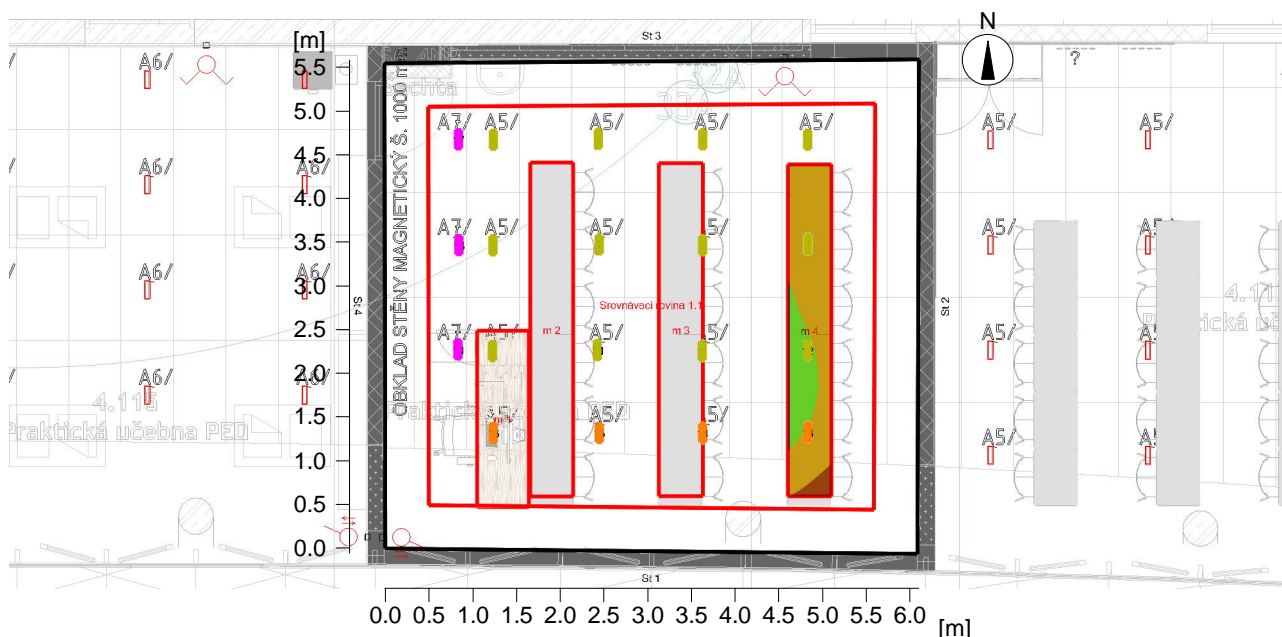 St 3
[m]
N
5.5
5.0
4.5
4.0
3.5
3.0
2.5
2.0
1.5
1.0
0.5
0.0
A6/
A6/
A6/
A6/
A6/
A6/
A6/
OBKLAD STĚNY MAGNETICKÝ Š. 1000 mm
32A
33A
?
A7/ A5/ A5/ A5/ A5/
A7/ A5/ A5/ A5/
A7/ A5/ A5/
A5/
A5/ A5/
A5/
A5/
A5/
St 4
St 2
Srovnávací rovina 1.1
m 2
m 3
m 4
4.115
Praktická učebna PED
St 1
0.0 0.5 1.0 1.5 2.0 2.5 3.0 3.5 4.0 4.5 5.0 5.5 6.0
[m]